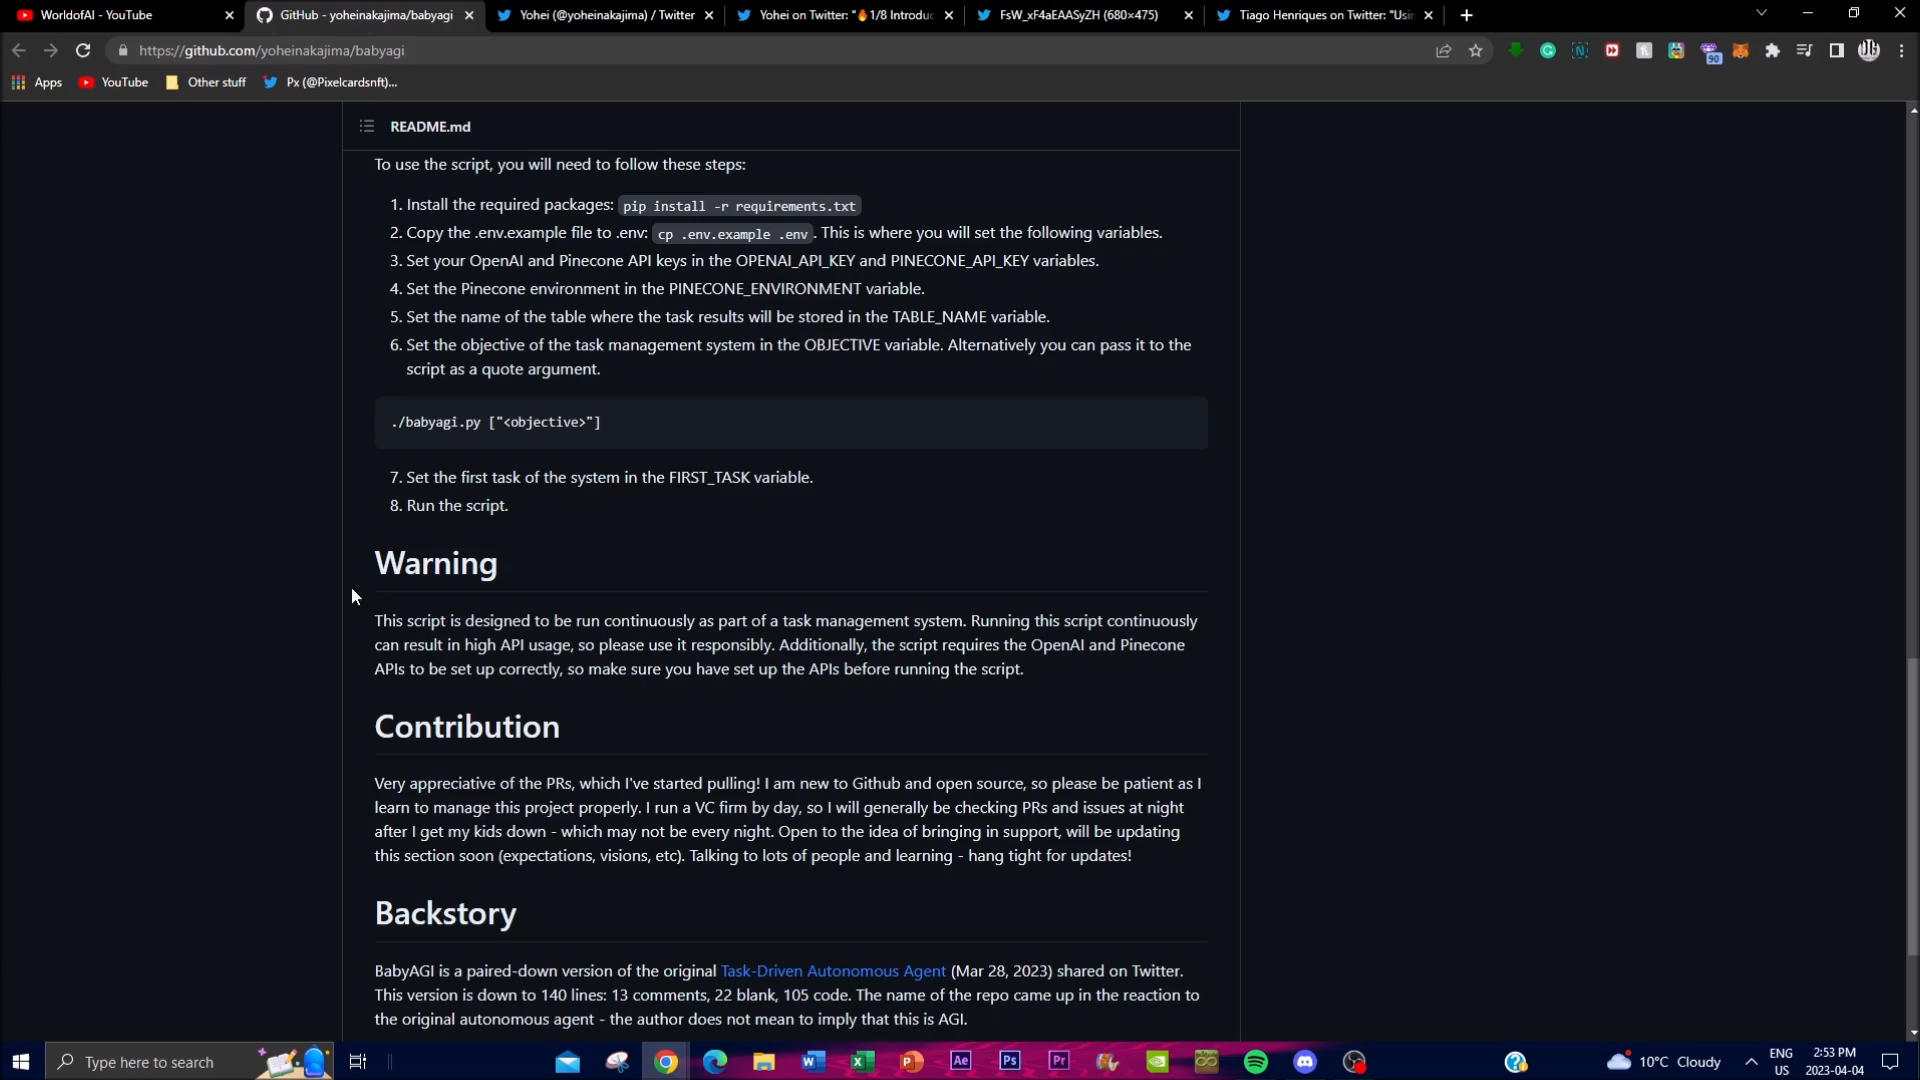 WorldofAI - YouTube
GitHub - yoheinakajima/babyagi
Yohei (@yoheinakajima) / Twitter
Yohei on Twitter: "🔥1/8 Introduc
FsW_xF4aEAASyZH (680×475)
Tiago Henriques on Twitter: "Usin
https://github.com/yoheinakajima/babyagi
90
Apps
YouTube
Other stuff
Px (@Pixelcardsnft)...
README.md
To use the script, you will need to follow these steps:
1. Install the required packages: pip install -r requirements.txt
2. Copy the .env.example file to .env: cp .env.example .env . This is where you will set the following variables.
3. Set your OpenAI and Pinecone API keys in the OPENAI_API_KEY and PINECONE_API_KEY variables.
4. Set the Pinecone environment in the PINECONE_ENVIRONMENT variable.
5. Set the name of the table where the task results will be stored in the TABLE_NAME variable.
6. Set the objective of the task management system in the OBJECTIVE variable. Alternatively you can pass it to the
script as a quote argument.
./babyagi.py ["<objective>"]
7. Set the first task of the system in the FIRST_TASK variable.
8. Run the script.
Warning
This script is designed to be run continuously as part of a task management system. Running this script continuously
can result in high API usage, so please use it responsibly. Additionally, the script requires the OpenAI and Pinecone
APIs to be set up correctly, so make sure you have set up the APIs before running the script.
Contribution
Very appreciative of the PRs, which I've started pulling! I am new to Github and open source, so please be patient as I
learn to manage this project properly. I run a VC firm by day, so I will generally be checking PRs and issues at night
after I get my kids down - which may not be every night. Open to the idea of bringing in support, will be updating
this section soon (expectations, visions, etc). Talking to lots of people and learning - hang tight for updates!
Backstory
BabyAGI is a paired-down version of the original Task-Driven Autonomous Agent (Mar 28, 2023) shared on Twitter.
This version is down to 140 lines: 13 comments, 22 blank, 105 code. The name of the repo came up in the reaction to
the original autonomous agent - the author does not mean to imply that this is AGI.
Type here to search
Ae
Ps
Pr
10°C Cloudy
ENG
US
2:53 PM
2023-04-04